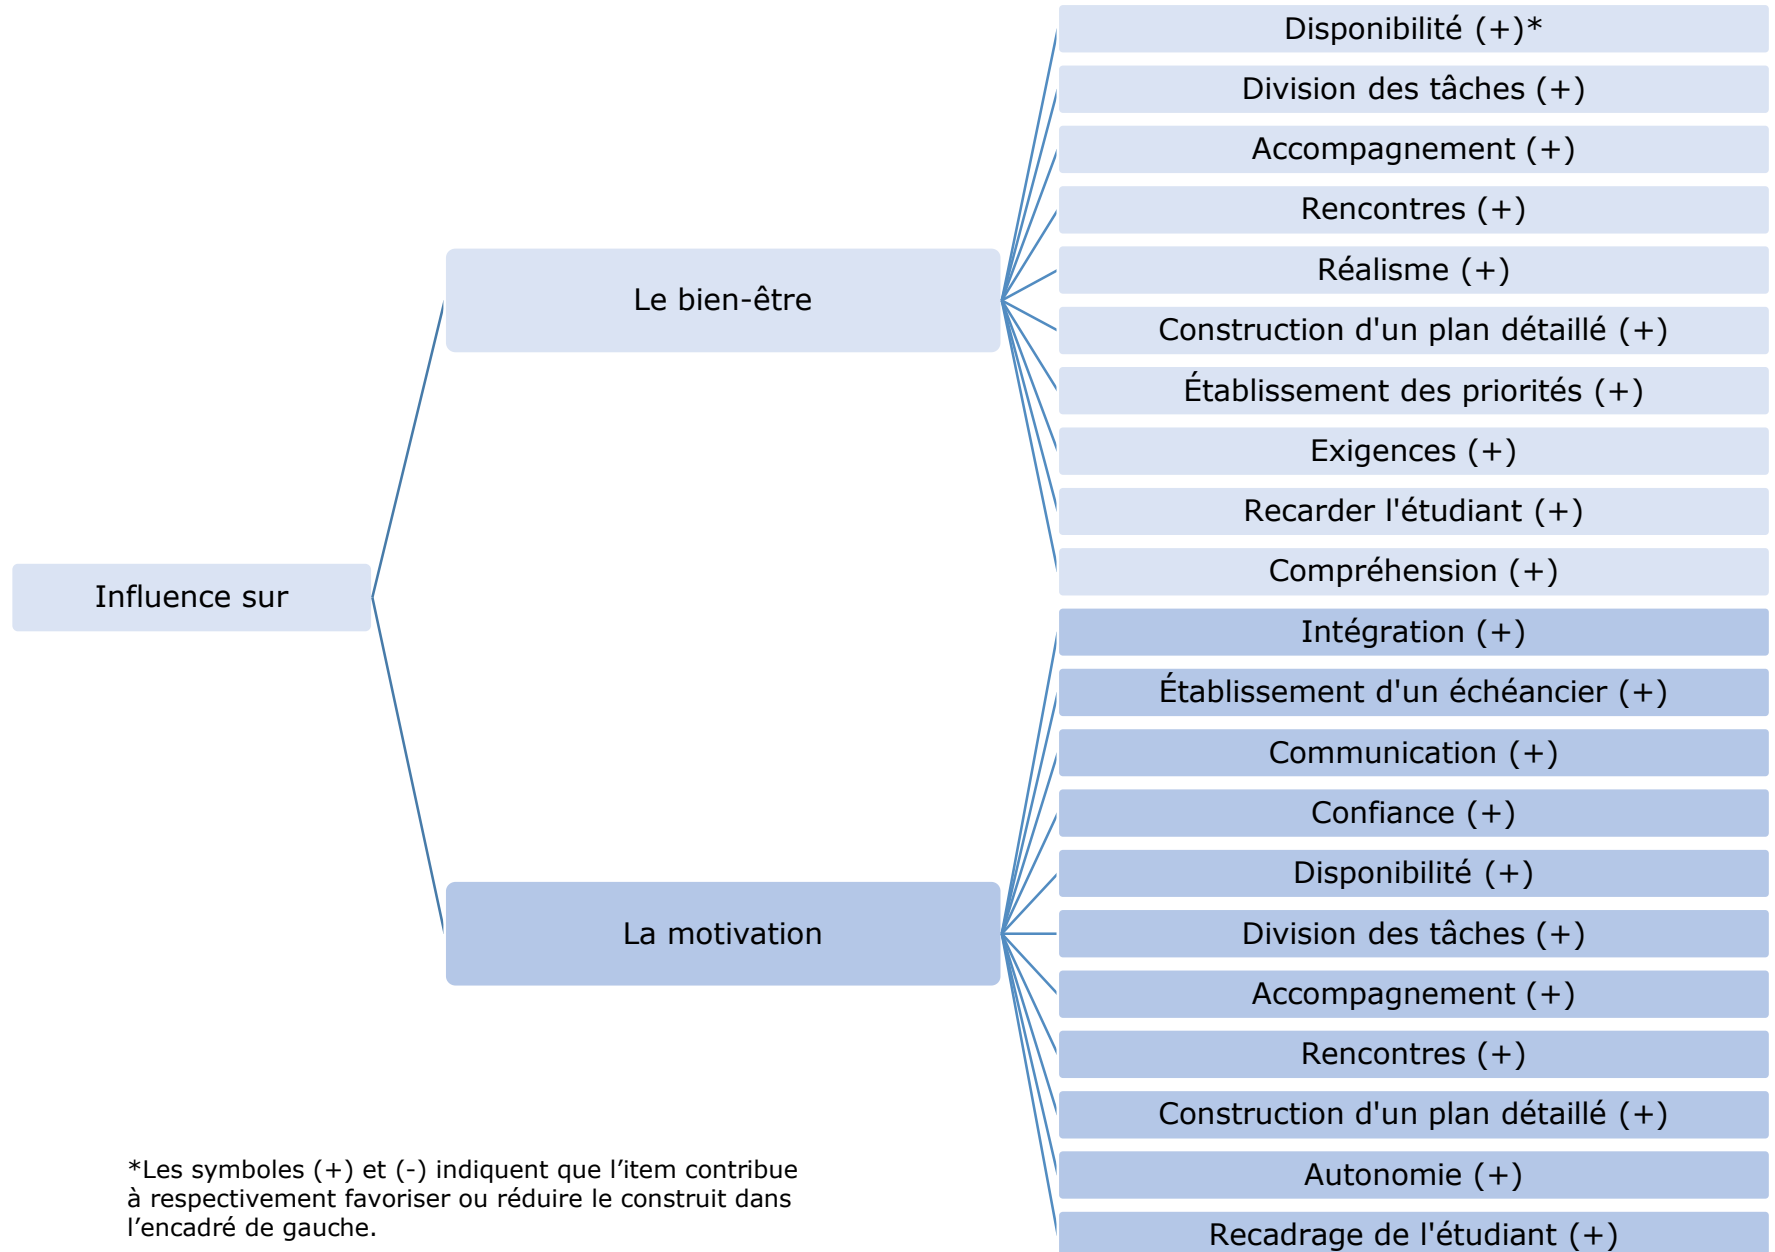 Influence sur
Le bien-être
Disponibilité (+)*
Division des tâches (+)
Accompagnement (+)
Rencontres (+)
Réalisme (+)
Construction d'un plan détaillé (+)
Établissement des priorités (+)
Exigences (+)
Recarder l'étudiant (+)
Compréhension (+)
La motivation
Intégration (+)
Établissement d'un échéancier (+)
Communication (+)
Confiance (+)
Disponibilité (+)
Division des tâches (+)
Accompagnement (+)
Rencontres (+)
Construction d'un plan détaillé (+)
Autonomie (+)
Recadrage de l'étudiant (+)
*Les symboles (+) et (-) indiquent que l’item contribue
à respectivement favoriser ou réduire le construit dans
l’encadré de gauche.